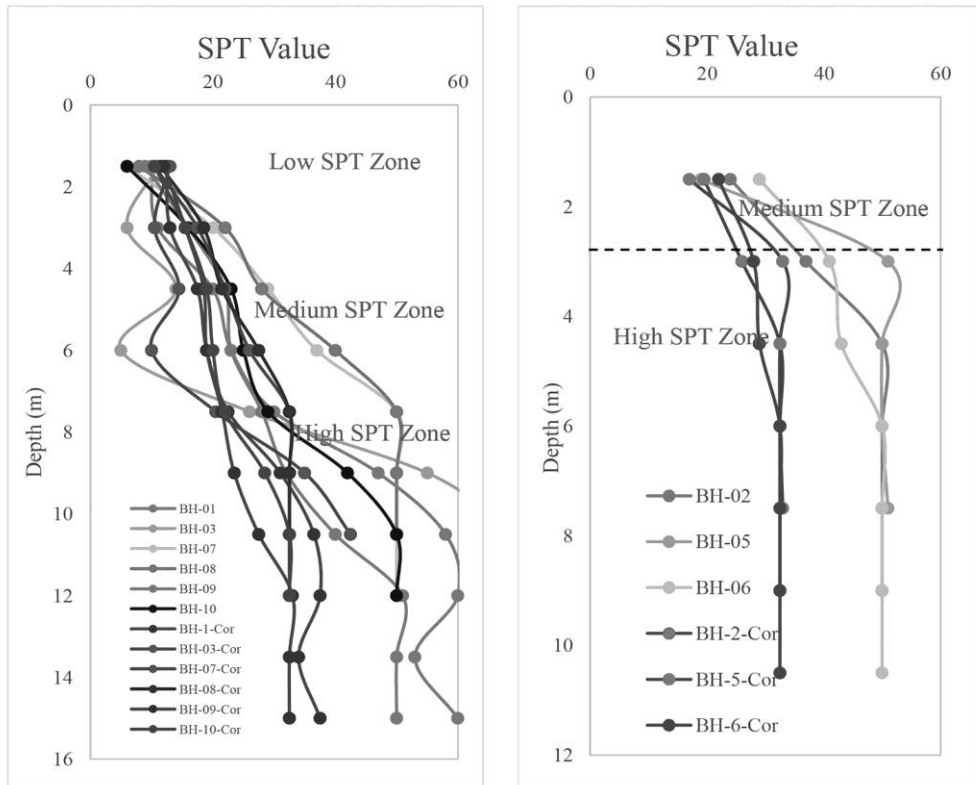 SPT Value
0 20 40 60
0
Low SPT Zone
2
4
Medium SPT Zone
6
High SPT Zone
8
Depth (m)
10
12
14
16
BH-01
BH-03
BH-07
BH-08
BH-09
BH-10
BH-1-Cor
BH-03-Cor
BH-07-Cor
BH-08-Cor
BH-09-Cor
BH-10-Cor
SPT Value
0 20 40 60
0
2
Medium SPT Zone
4
High SPT Zone
6
Depth (m)
8
10
12
BH-02
BH-05
BH-06
BH-2-Cor
BH-5-Cor
BH-6-Cor